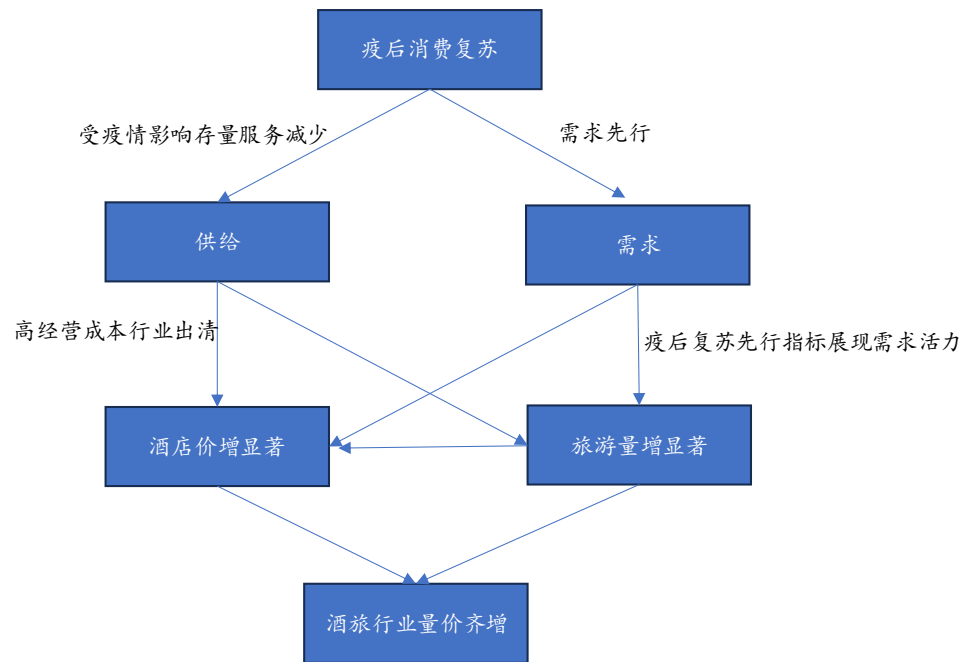 疫后消费复苏
受疫情影响存量服务减少
需求先行
供给
需求
高经营成本行业出清
疫后复苏先行指标展现需求活力
酒店价增显著
旅游量增显著
酒旅行业量价齐增